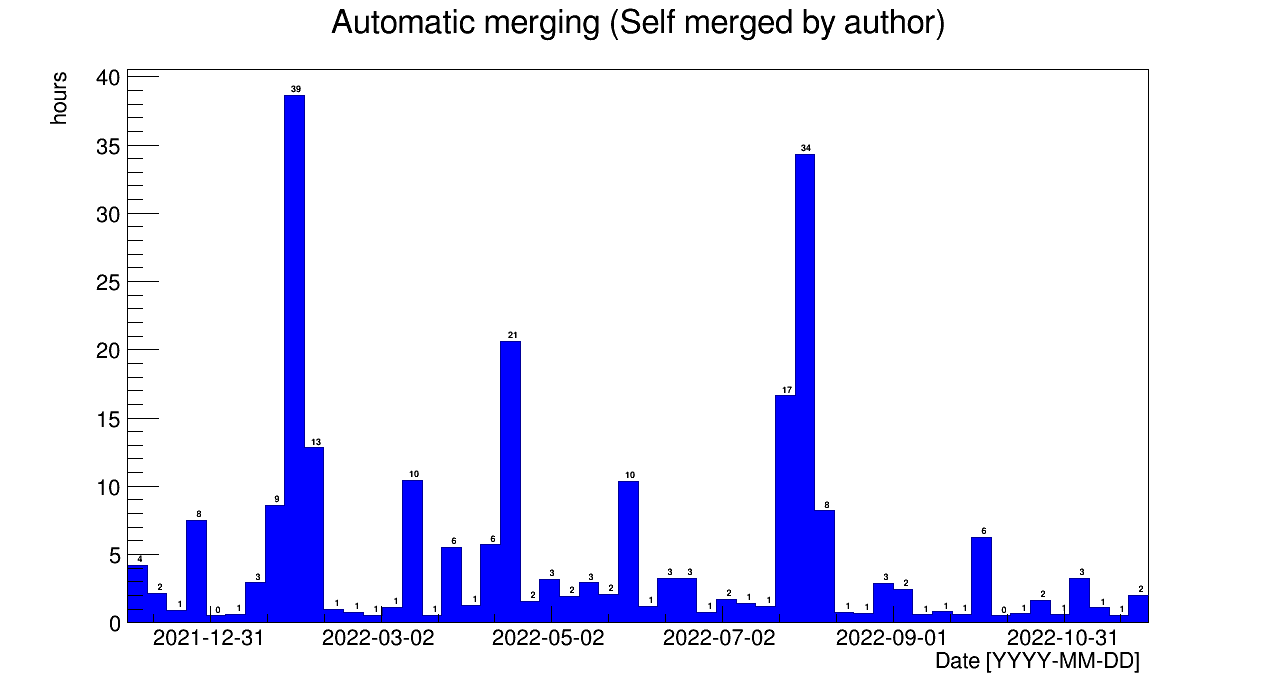 Automatic merging (Self merged by author)
hours
40
35
30
25
20
15
10
5
0
4 2 1 8 0 1 3 9 39 13 1 1 1 1 10 1 6 1 6 21 2 3 2 3 2 10 1 3 3 1 2 1 1 17 34 8 1 1 3 2 1 1 1 6 0 1 2 1 3 1 1 2
2021-12-31 2022-03-02 2022-05-02 2022-07-02 2022-09-01 2022-10-31
Date [YYYY-MM-DD]